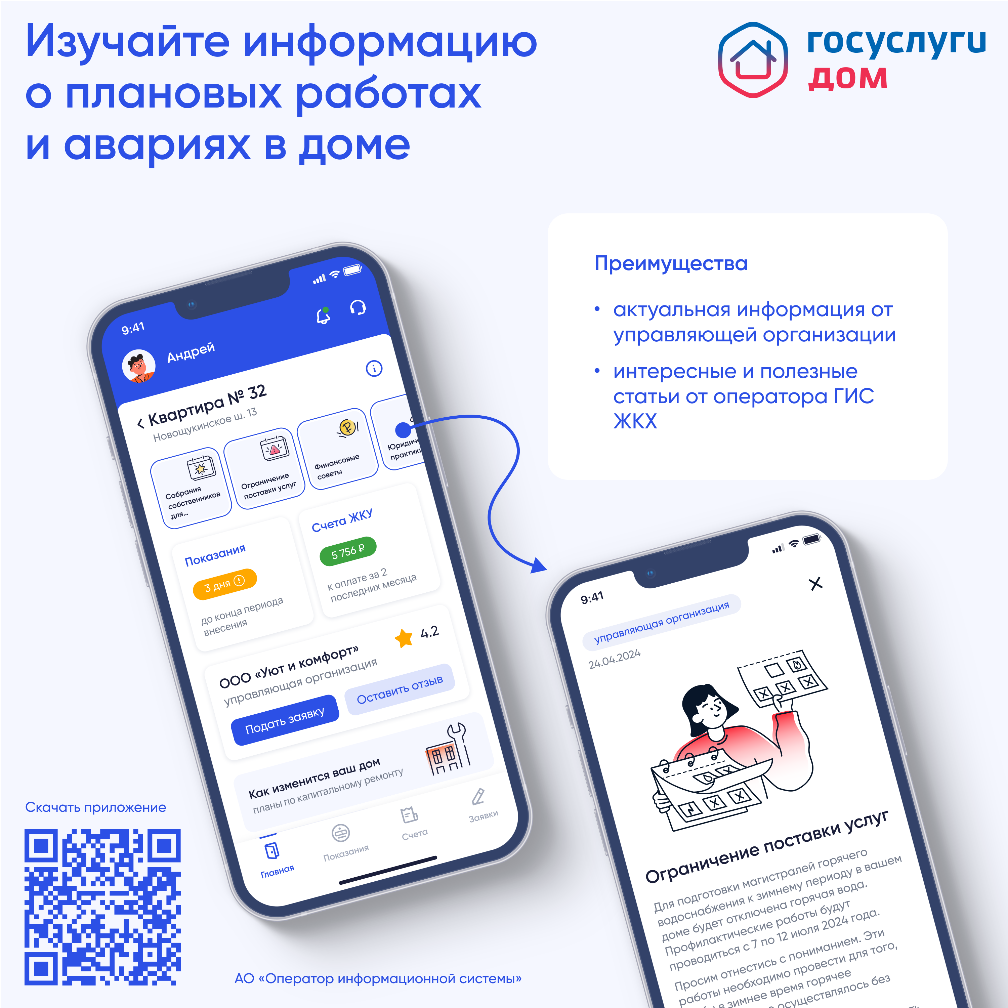 Изучайте информацию
о плановых работах
и авариях в доме
госуслуги
дом
Преимущества
• актуальная информация от
управляющей организации
• интересные и полезные
статьи от оператора ГИС
ЖКХ
9:41
Андрей
Квартира № 32
Новощукинское ш. 13
Собрания
собственников
для...
Ограничение
поставки услуг
Финансовые
советы
Юридич
практик
Показания
3 дня
до конца периода
внесения
Счета ЖКУ
5 756 ₽
к оплате за 2
последних месяца
ООО «Уют и комфорт»
4.2
управляющая организация
Подать заявку
Оставить отзыв
Как изменится ваш дом
планы по капитальному ремонту
Главная
Показания
Счета
Заявки
9:41
управляющая организация
24.04.2024
Ограничение поставки услуг
Для подготовки магистралей горячего
водоснабжения к зимнему периоду в вашем
доме будет отключена горячая вода.
Профилактические работы будут
проводиться с 7 по 12 июля 2024 года.
Просим отнестись с пониманием. Эти
работы необходимо провести для того,
в зимнее время горячее
осуществлялось без
Скачать приложение
АО «Оператор информационной системы»